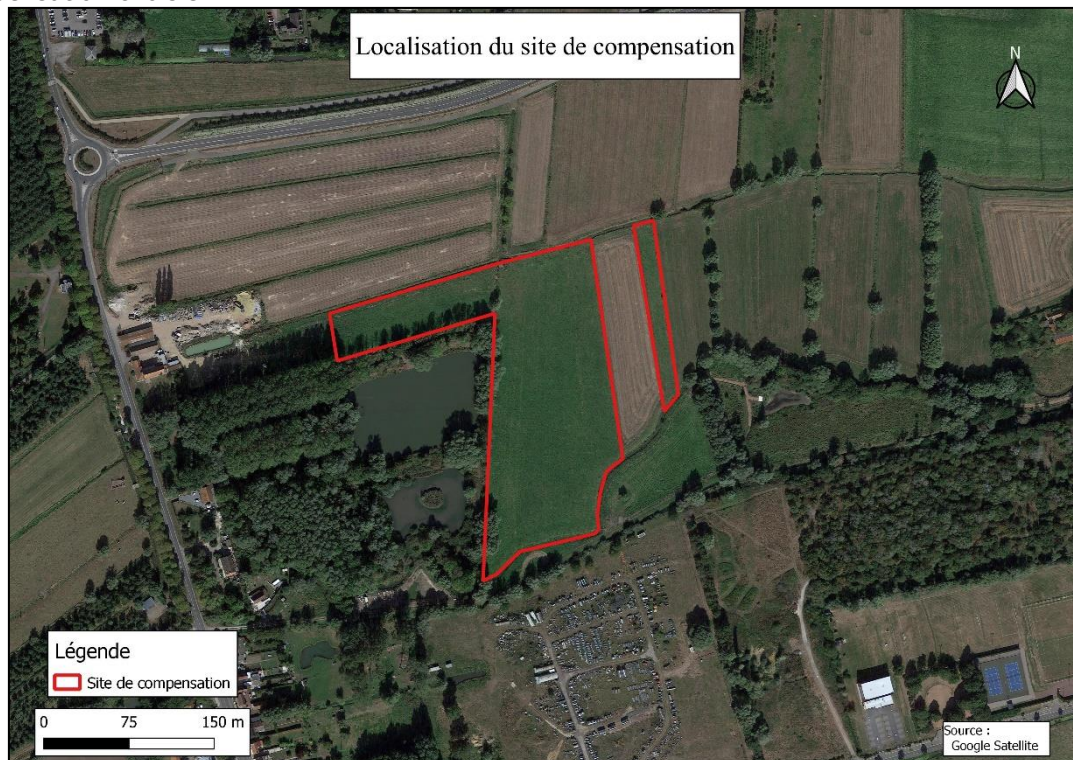 Localisation du site de compensation
N
Légende
Site de compensation
0 75 150 m
Source :
Google Satellite